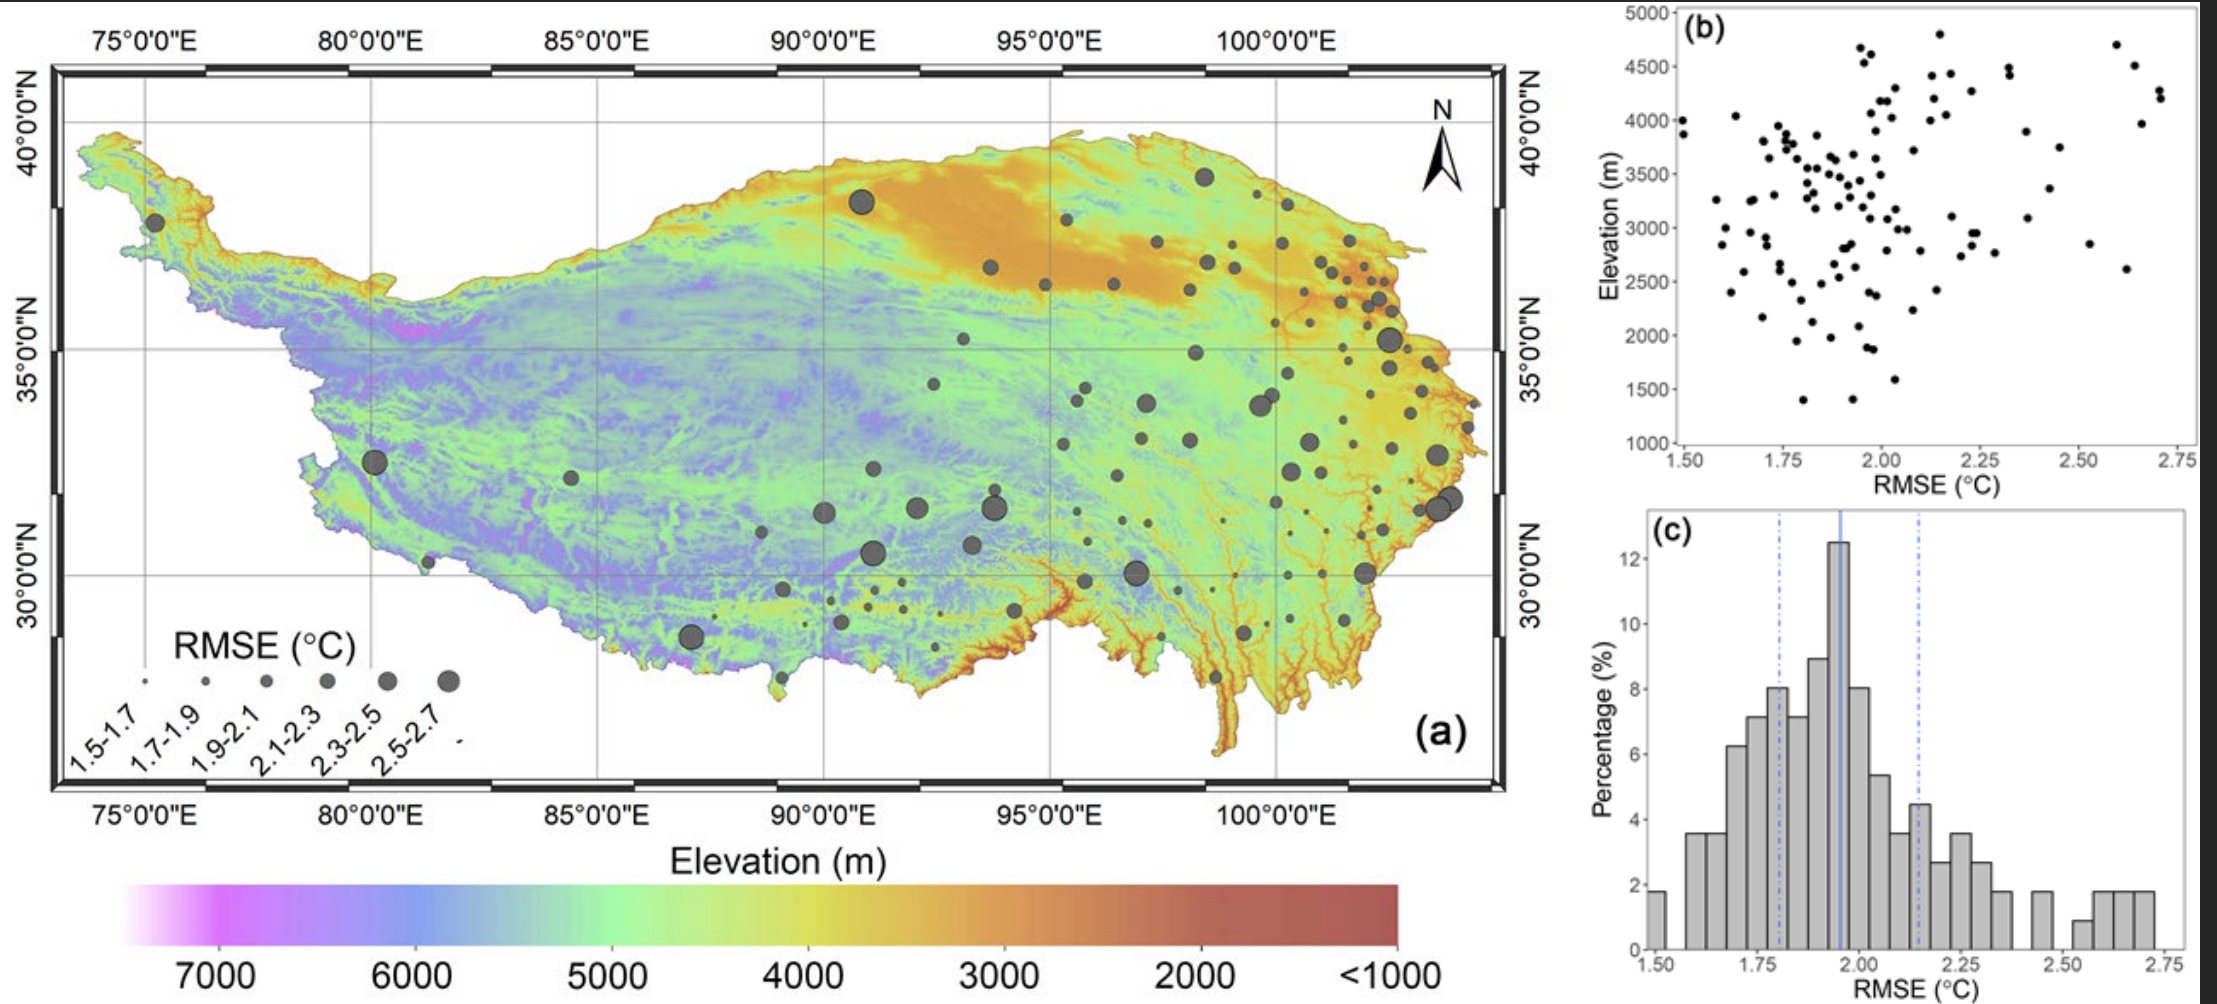 75°0'0"E 80°0'0"E 85°0'0"E 90°0'0"E 95°0'0"E 100°0'0"E
40°0'0"N
35°0'0"N
30°0'0"N
N
40°0'0"N
35°0'0"N
30°0'0"N
RMSE (°C)
1.5-1.7
1.7-1.9
1.9-2.1
2.1-2.3
2.3-2.5
2.5-2.7
(a)
75°0'0"E 80°0'0"E 85°0'0"E 90°0'0"E 95°0'0"E 100°0'0"E
Elevation (m)
7000 6000 5000 4000 3000 2000 <1000
(b)
Elevation (m)
5000
4500
4000
3500
3000
2500
2000
1500
1000
1.50 1.75 2.00 2.25 2.50 2.75
RMSE (°C)
(c)
Percentage (%)
12
10
8
6
4
2
0
1.50 1.75 2.00 2.25 2.50 2.75
RMSE (°C)